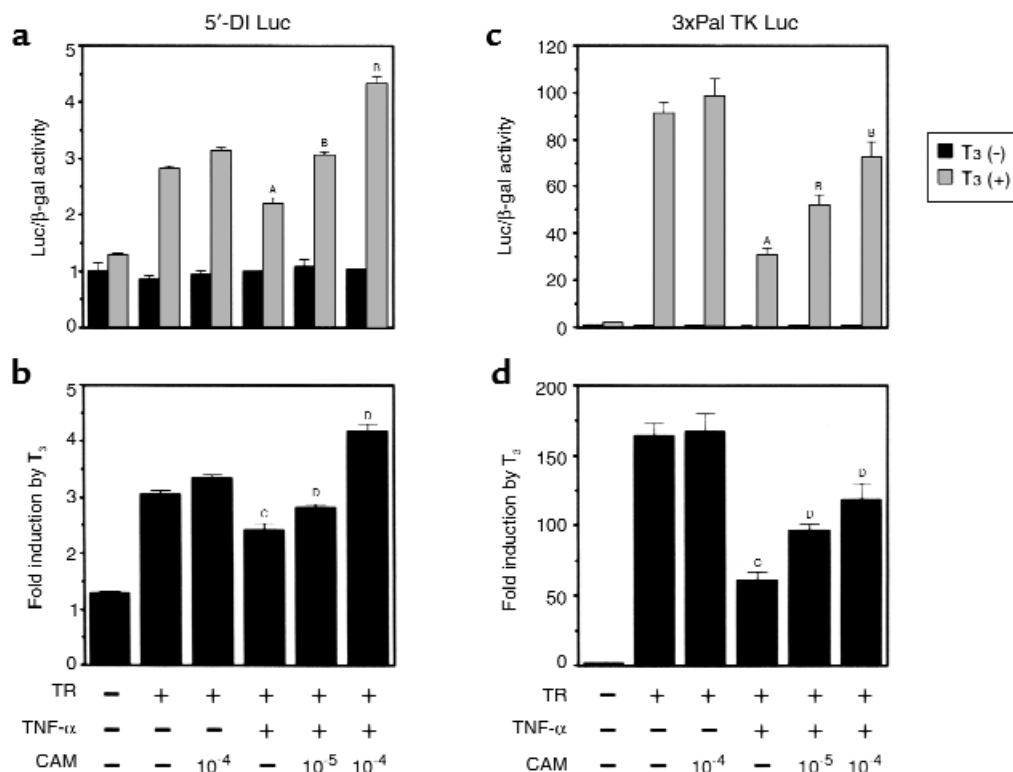 a
5′-DI Luc
Luc/β-gal activity
5
4
3
2
1
0
A
B
B
c
3xPal TK Luc
Luc/β-gal activity
120
100
80
60
40
20
0
A
B
B
T3 (-)
T3 (+)
b
Fold induction by T3
5
4
3
2
1
0
C
D
D
d
Fold induction by T3
200
150
100
50
0
C
D
D
TR − + + + + +
TNF-α − − − + + +
CAM − − 10-4 − 10-5 10-4
TR − + + + + +
TNF-α − − − + + +
CAM − − 10-4 − 10-5 10-4